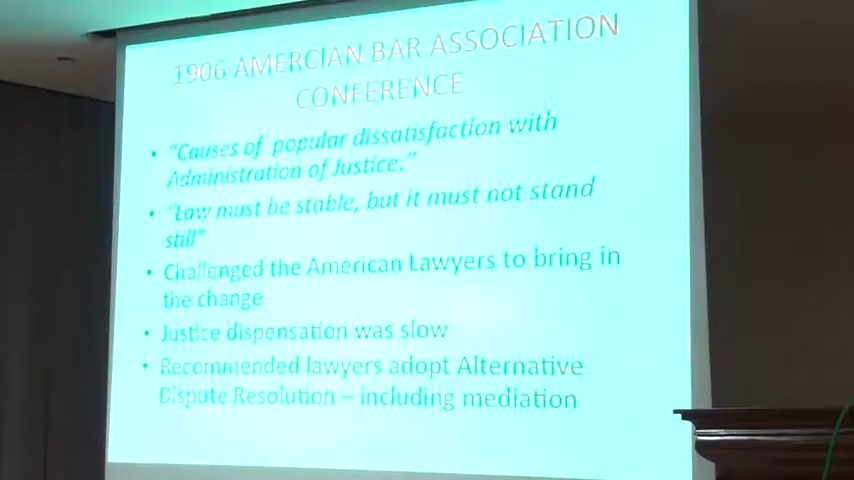 1906 AMERCIAN BAR ASSOCIATION
CONFERENCE
• "Causes of popular dissatisfaction with
Administration of Justice."
• "Law must be stable, but it must not stand
still"
• Challenged the American Lawyers to bring in
the change
• Justice dispensation was slow
• Recommended lawyers adopt Alternative
Dispute Resolution – including mediation